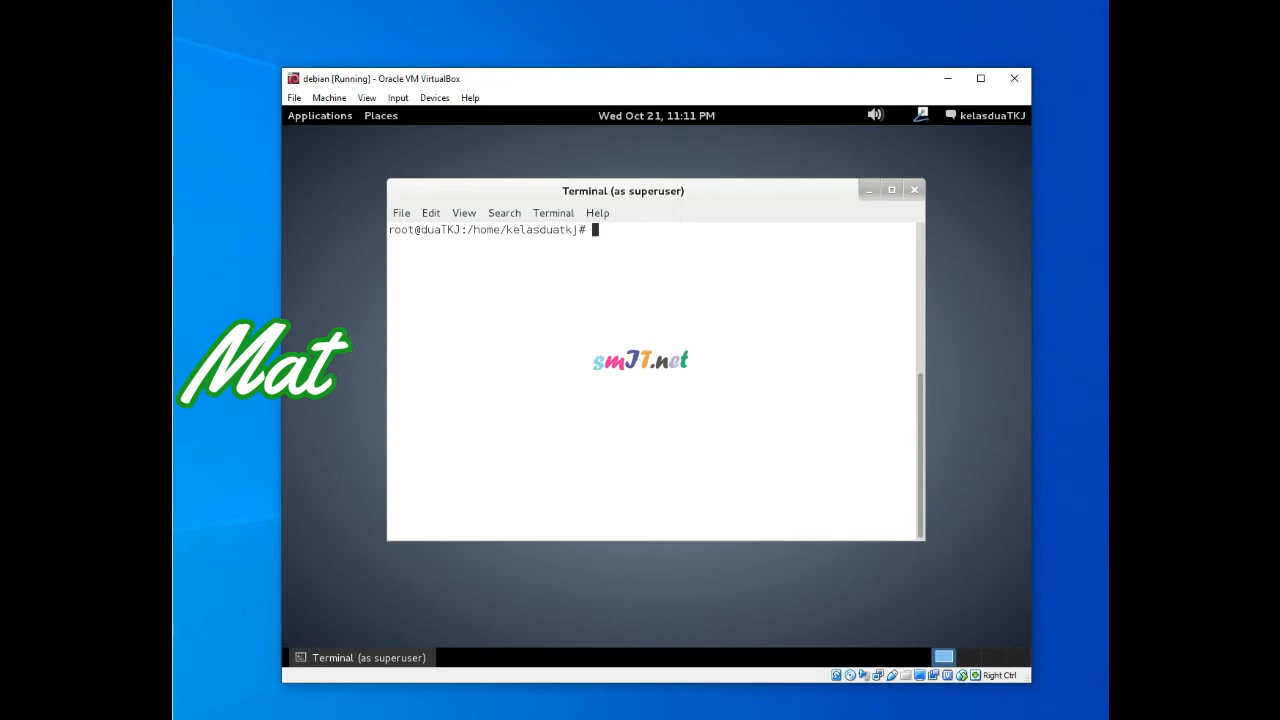 debian [Running] - Oracle VM VirtualBox
File Machine View Input Devices Help
Applications Places Wed Oct 21, 11:11 PM kelasduaTKJ
Terminal (as superuser)
File Edit View Search Terminal Help
root@duaTKJ:/home/kelasduatkj#
Mat
smIT.net
Terminal (as superuser)
Right Ctrl